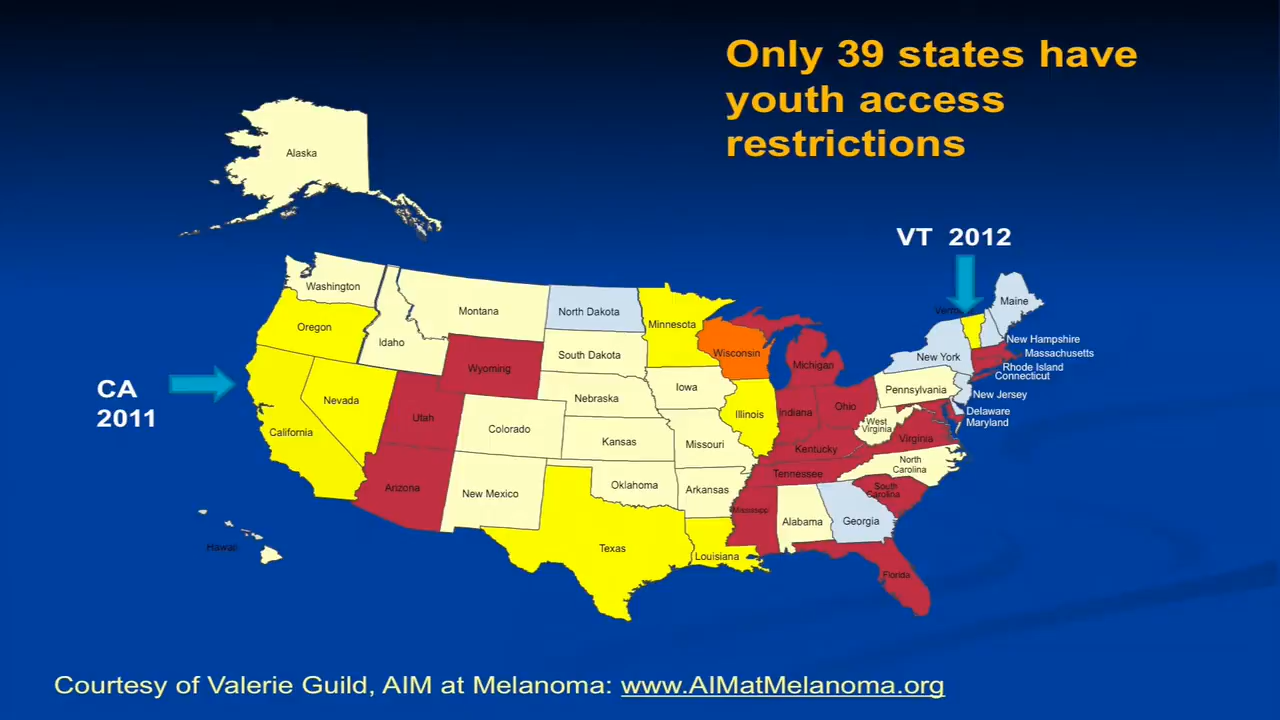 Only 39 states have
youth access
restrictions
Alaska
VT 2012
Washington
Montana
North Dakota
Minnesota
Maine
Oregon
Idaho
South Dakota
Wisconsin
Michigan
New York
New Hampshire
Massachusetts
Rhode Island
Connecticut
CA
2011
Wyoming
Nevada
Nebraska
Iowa
Pennsylvania
New Jersey
Utah
Colorado
Kansas
Missouri
Illinois
Indiana
Ohio
West
Virginia
Virginia
Delaware
Maryland
California
Kentucky
Arizona
New Mexico
Oklahoma
Arkansas
Tennessee
North
Carolina
South
Carolina
Mississippi
Alabama
Georgia
Texas
Louisiana
Florida
Courtesy of Valerie Guild, AIM at Melanoma: www.AIMatMelanoma.org